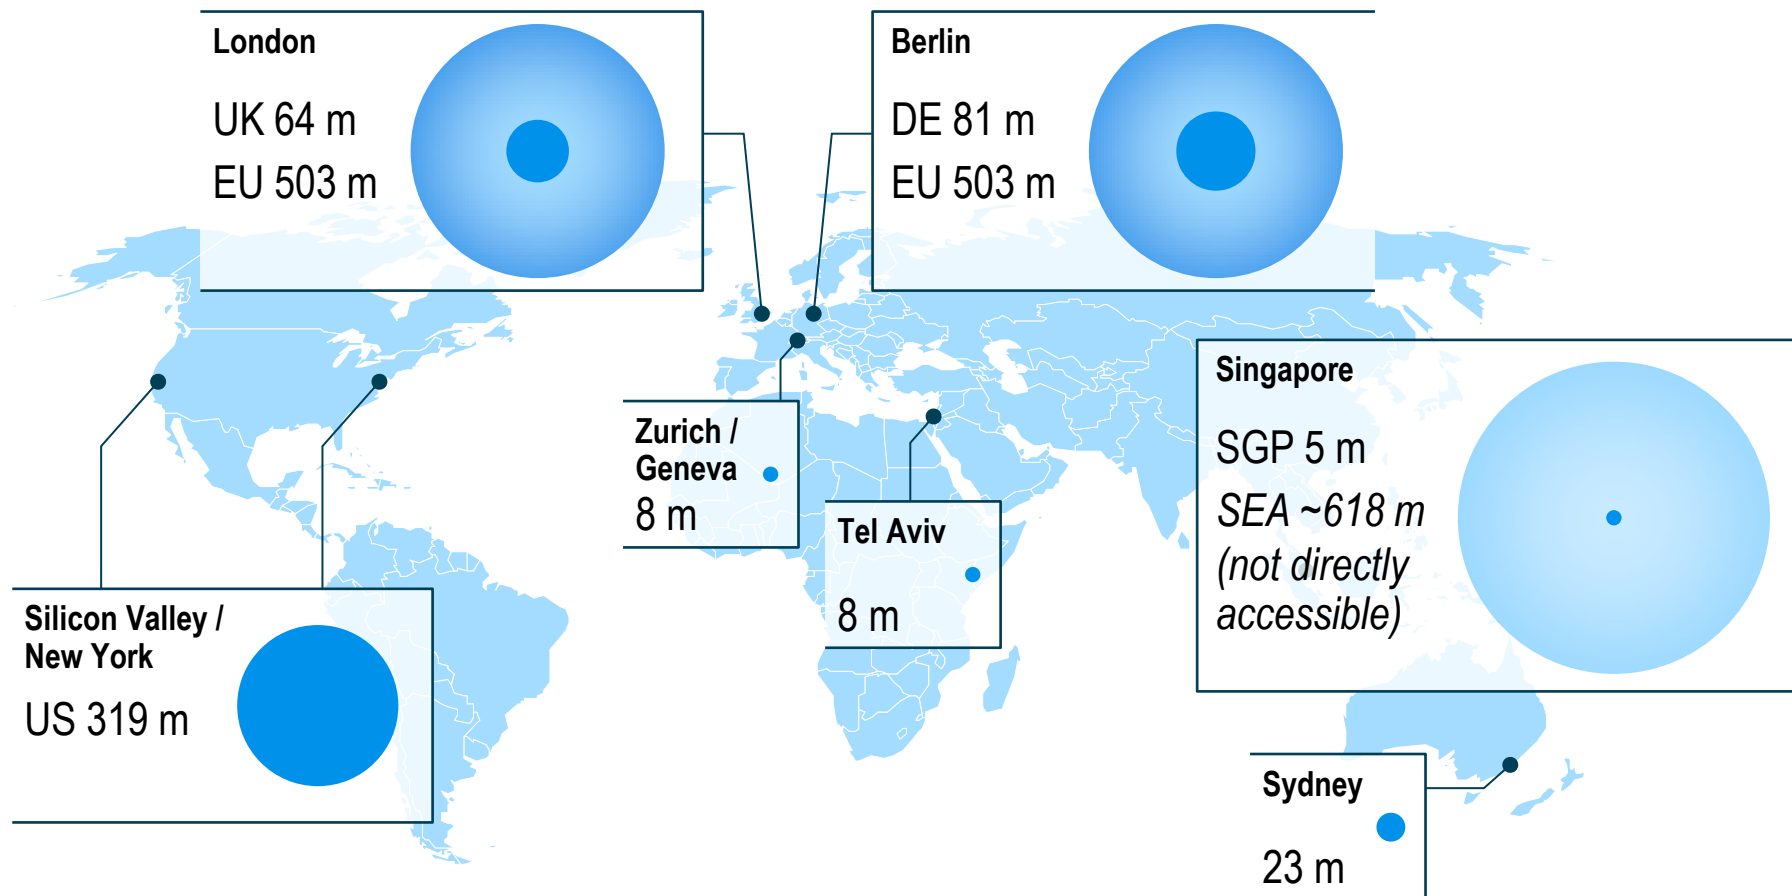 London
UK 64 m
EU 503 m
Berlin
DE 81 m
EU 503 m
Zurich /
Geneva
8 m
Tel Aviv
8 m
Singapore
SGP 5 m
SEA ~618 m
(not directly
accessible)
Silicon Valley /
New York
US 319 m
Sydney
23 m